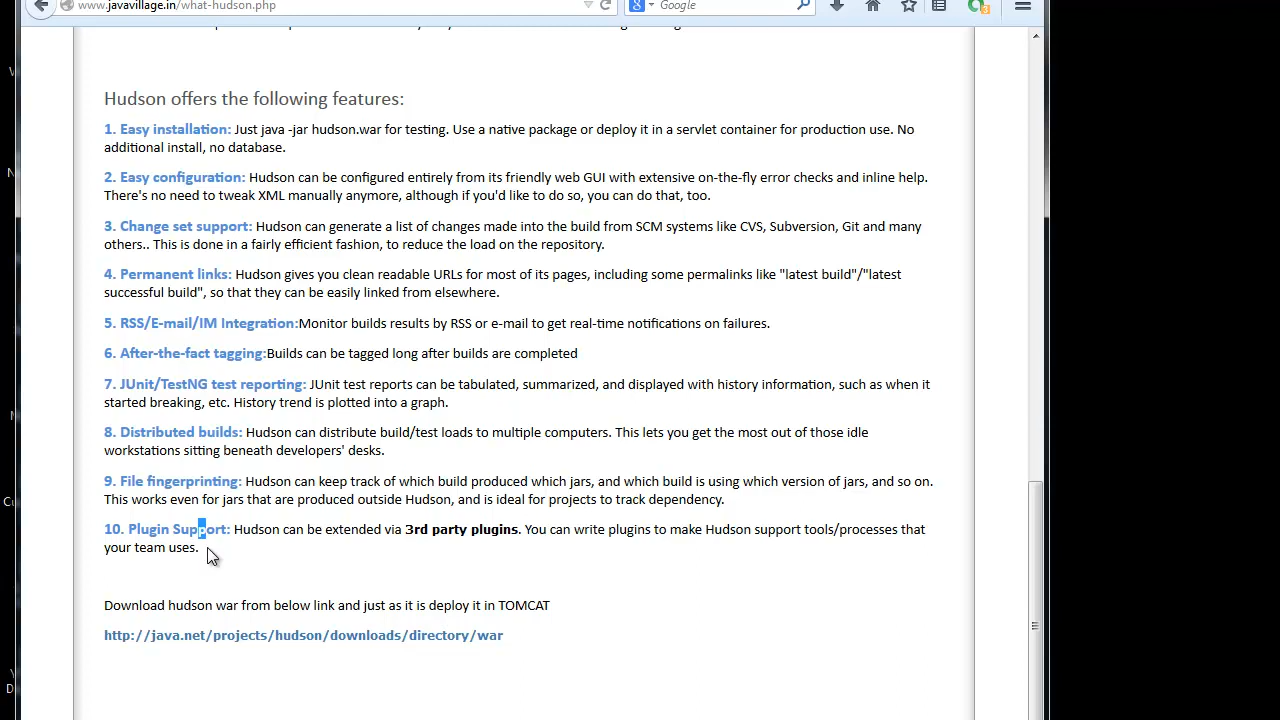 www.javavillage.in/what-hudson.php
Google
Hudson offers the following features:
1. Easy installation: Just java -jar hudson.war for testing. Use a native package or deploy it in a servlet container for production use. No
additional install, no database.
2. Easy configuration: Hudson can be configured entirely from its friendly web GUI with extensive on-the-fly error checks and inline help.
There's no need to tweak XML manually anymore, although if you'd like to do so, you can do that, too.
3. Change set support: Hudson can generate a list of changes made into the build from SCM systems like CVS, Subversion, Git and many
others.. This is done in a fairly efficient fashion, to reduce the load on the repository.
4. Permanent links: Hudson gives you clean readable URLs for most of its pages, including some permalinks like "latest build"/"latest
successful build", so that they can be easily linked from elsewhere.
5. RSS/E-mail/IM Integration:Monitor builds results by RSS or e-mail to get real-time notifications on failures.
6. After-the-fact tagging:Builds can be tagged long after builds are completed
7. JUnit/TestNG test reporting: JUnit test reports can be tabulated, summarized, and displayed with history information, such as when it
started breaking, etc. History trend is plotted into a graph.
8. Distributed builds: Hudson can distribute build/test loads to multiple computers. This lets you get the most out of those idle
workstations sitting beneath developers' desks.
9. File fingerprinting: Hudson can keep track of which build produced which jars, and which build is using which version of jars, and so on.
This works even for jars that are produced outside Hudson, and is ideal for projects to track dependency.
10. Plugin Support: Hudson can be extended via 3rd party plugins. You can write plugins to make Hudson support tools/processes that
your team uses.
Download hudson war from below link and just as it is deploy it in TOMCAT
http://java.net/projects/hudson/downloads/directory/war